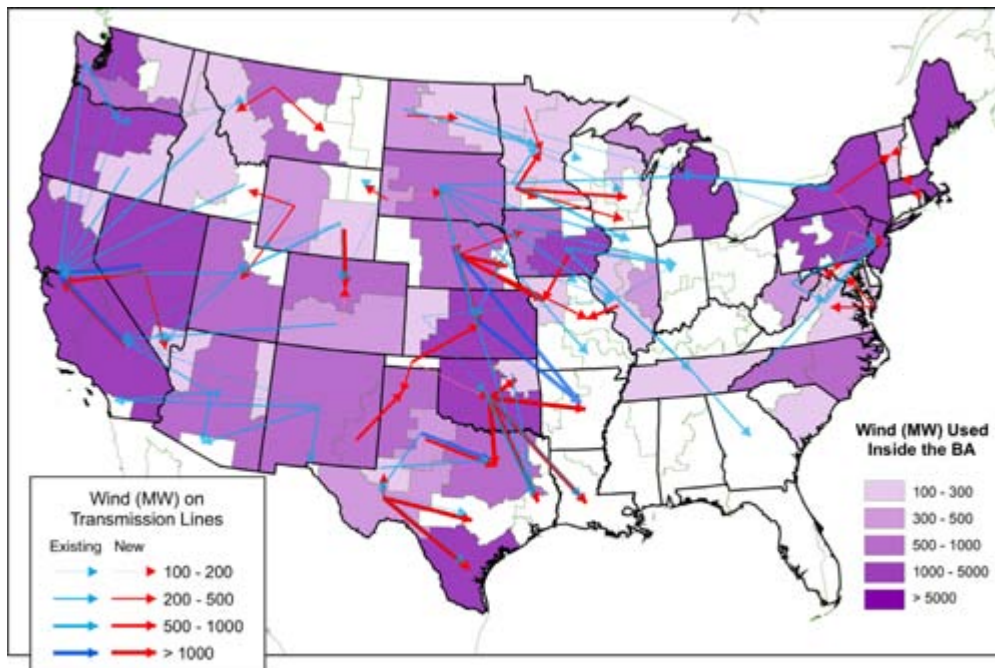 Wind (MW) on
Transmission Lines
Existing New
100 - 200
200 - 500
500 - 1000
> 1000
Wind (MW) Used
Inside the BA
100 - 300
300 - 500
500 - 1000
1000 - 5000
> 5000